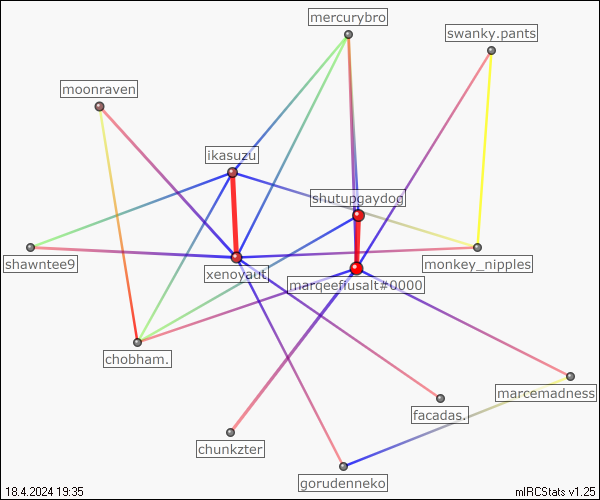 mercurybro
swanky.pants
moonraven
ikasuzu
shutupgaydog
shawntee9
xenoyaut
monkey_nipples
marqeefiusalt#0000
chobham.
marcemadness
facadas.
chunkzter
gorudenneko
18.4.2024 19:35
mIRCStats v1.25